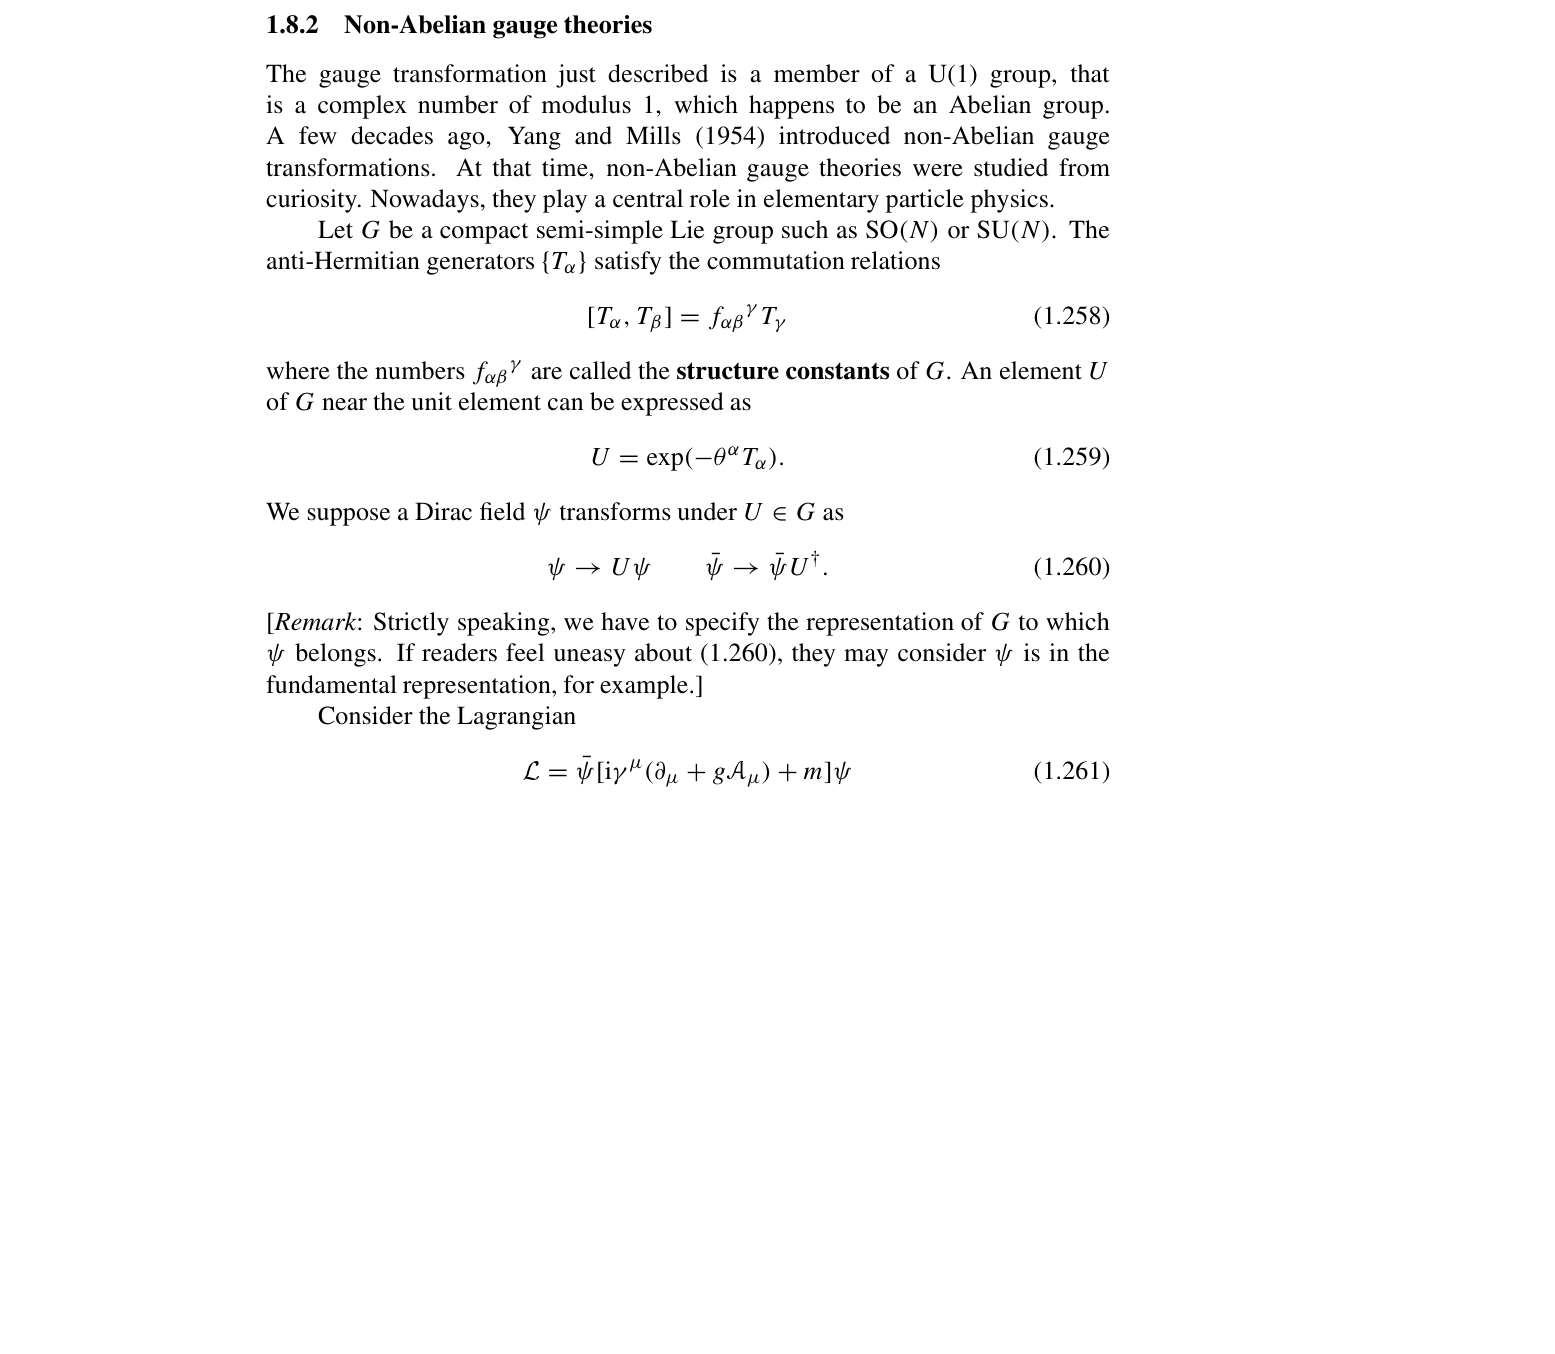 1.8.2 Non-Abelian gauge theories
The gauge transformation just described is a member of a U(1) group, that
is a complex number of modulus 1, which happens to be an Abelian group.
A few decades ago, Yang and Mills (1954) introduced non-Abelian gauge
transformations. At that time, non-Abelian gauge theories were studied from
curiosity. Nowadays, they play a central role in elementary particle physics.
Let G be a compact semi-simple Lie group such as SO(N) or SU(N). The
anti-Hermitian generators {T_α} satisfy the commutation relations
[T_α, T_β] = f_{αβ}^γ T_γ (1.258)
where the numbers f_{αβ}^γ are called the structure constants of G. An element U
of G near the unit element can be expressed as
U = exp(−θ^α T_α). (1.259)
We suppose a Dirac field ψ transforms under U ∈ G as
ψ → Uψ ψ̄ → ψ̄U†. (1.260)
[Remark: Strictly speaking, we have to specify the representation of G to which
ψ belongs. If readers feel uneasy about (1.260), they may consider ψ is in the
fundamental representation, for example.]
Consider the Lagrangian
ℒ = ψ̄[iγ^μ(∂_μ + g𝒜_μ) + m]ψ (1.261)